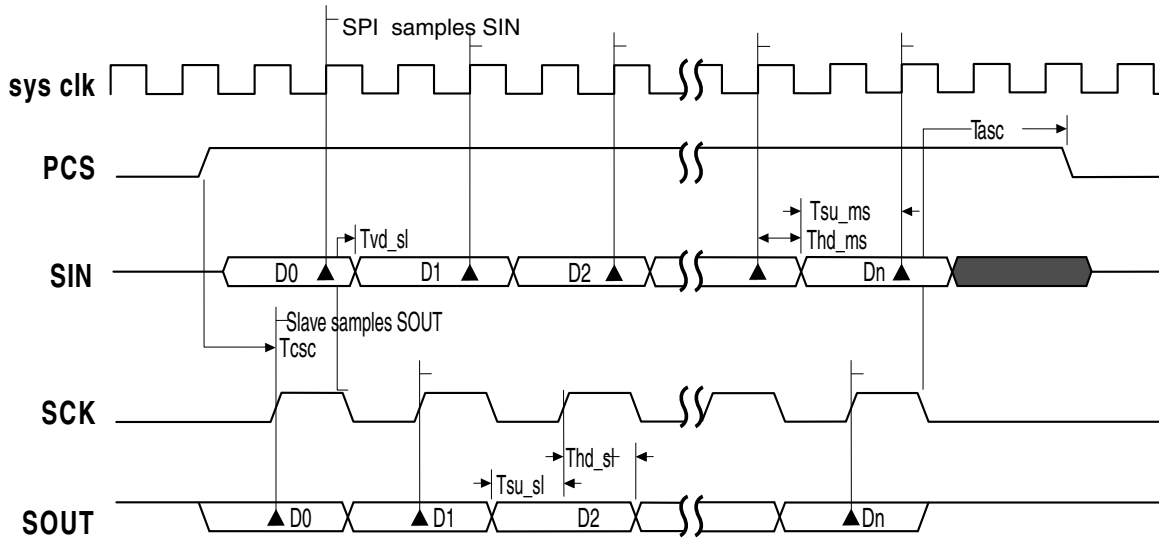 SPI samples SIN
sys clk
Tasc
PCS
Tsu_ms
Tvd_sl
Thd_ms
SIN
D0
D1
D2
Dn
Slave samples SOUT
Tcsc
SCK
Thd_sl
Tsu_sl
SOUT
D0
D1
D2
Dn